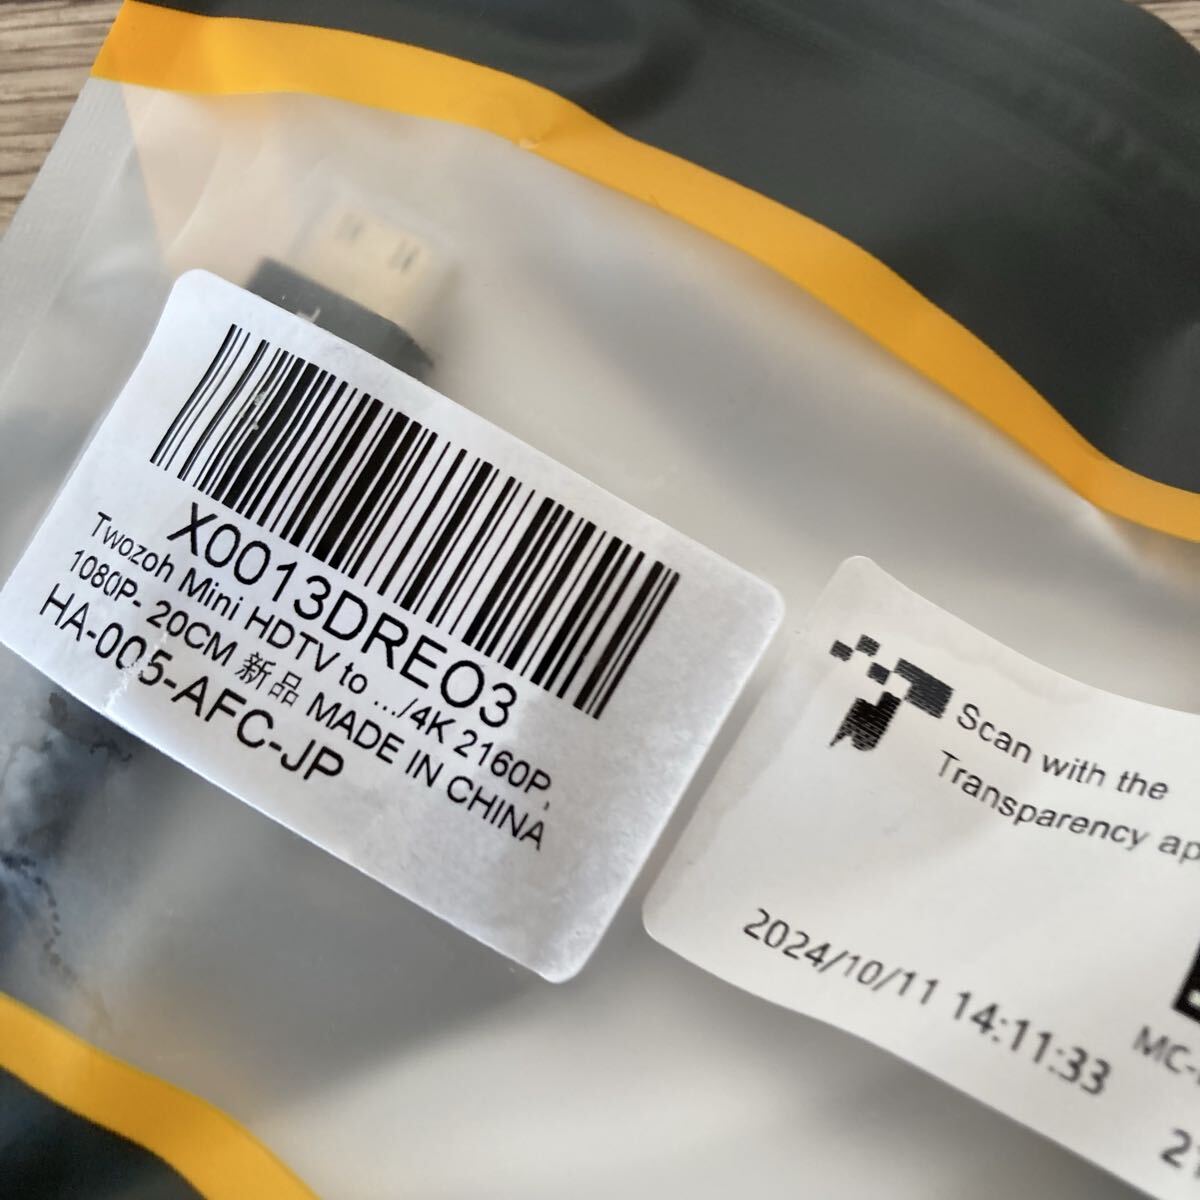 X0013DREO3
Twozoh Mini HDTV to .../4K 2160P,
1080P- 20CM 新品 MADE IN CHINA
HA-005-AFC-JP
Scan with the
Transparency ap
2024/10/11 14:11:33
MC-